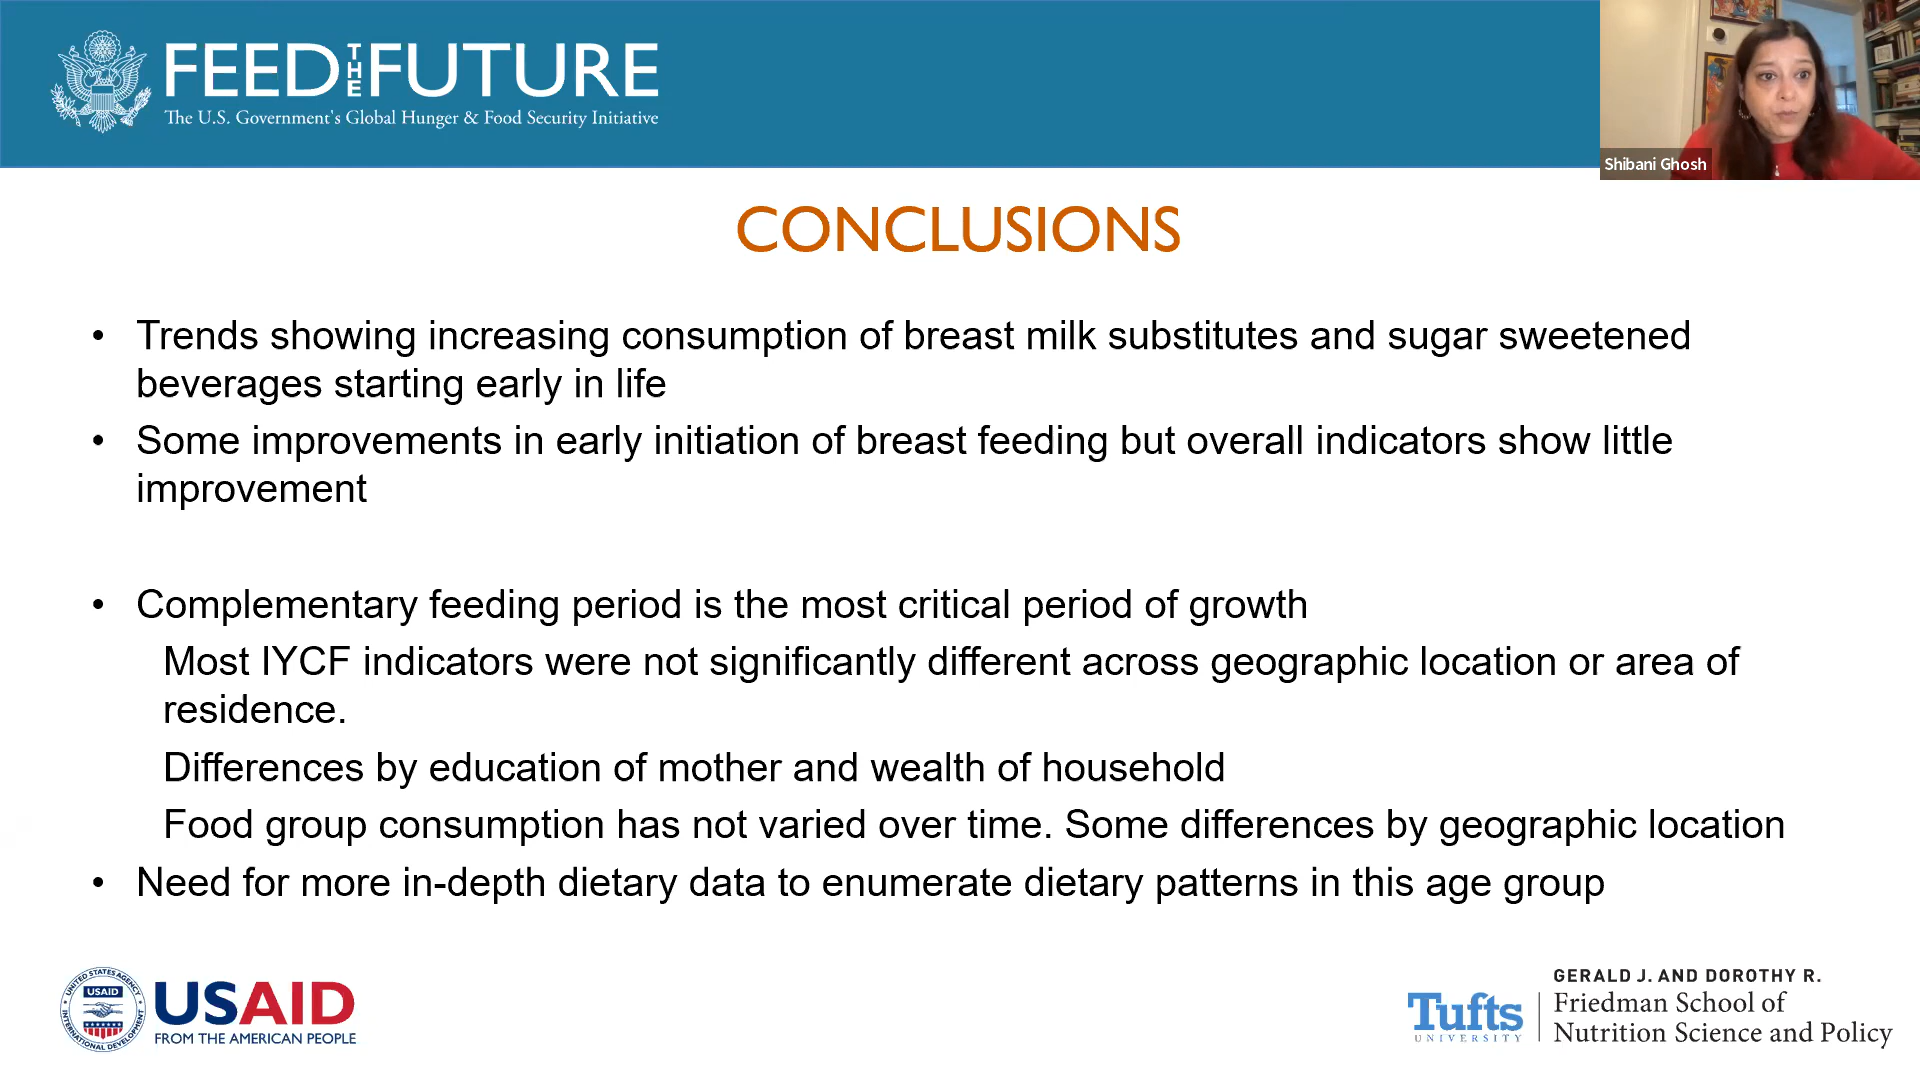 FEED THE FUTURE
The U.S. Government's Global Hunger & Food Security Initiative
Shibani Ghosh
CONCLUSIONS
• Trends showing increasing consumption of breast milk substitutes and sugar sweetened
beverages starting early in life
• Some improvements in early initiation of breast feeding but overall indicators show little
improvement
• Complementary feeding period is the most critical period of growth
Most IYCF indicators were not significantly different across geographic location or area of
residence.
Differences by education of mother and wealth of household
Food group consumption has not varied over time. Some differences by geographic location
• Need for more in-depth dietary data to enumerate dietary patterns in this age group
UNITED STATES AGENCY
USAID
INTERNATIONAL DEVELOPMENT
USAID
FROM THE AMERICAN PEOPLE
Tufts
UNIVERSITY
GERALD J. AND DOROTHY R.
Friedman School of
Nutrition Science and Policy